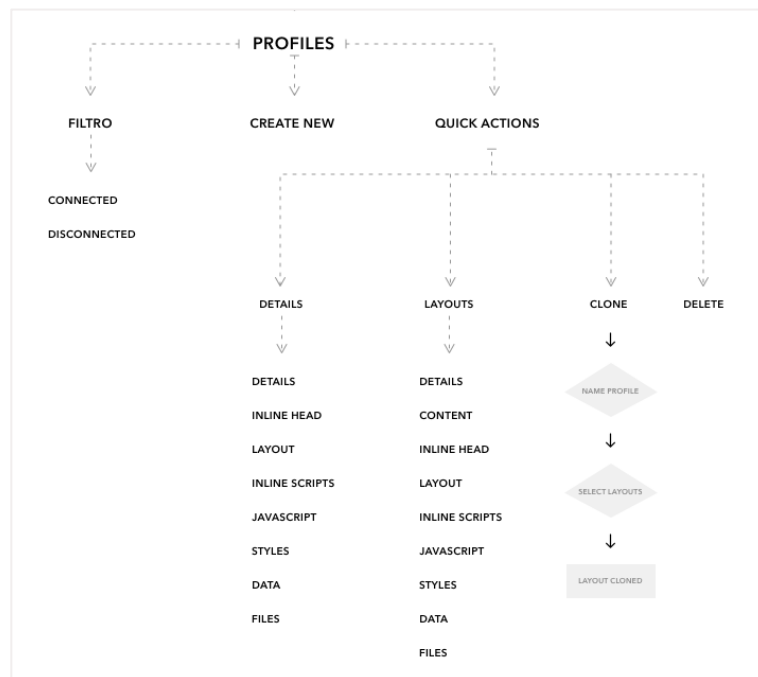 PROFILES
FILTRO
CREATE NEW
QUICK ACTIONS
CONNECTED
DISCONNECTED
DETAILS
LAYOUTS
CLONE
DELETE
DETAILS
INLINE HEAD
LAYOUT
INLINE SCRIPTS
JAVASCRIPT
STYLES
DATA
FILES
DETAILS
CONTENT
INLINE HEAD
LAYOUT
INLINE SCRIPTS
JAVASCRIPT
STYLES
DATA
FILES
NAME PROFILE
SELECT LAYOUTS
LAYOUT CLONED